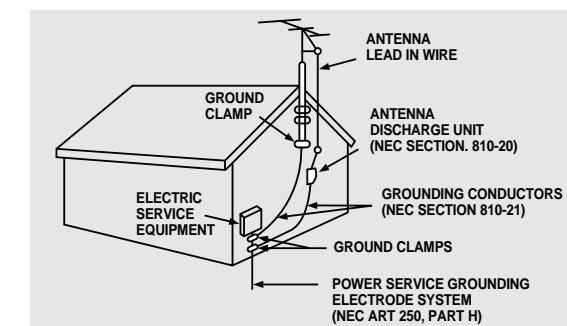 ANTENNA
LEAD IN WIRE
GROUND
CLAMP
ANTENNA
DISCHARGE UNIT
(NEC SECTION. 810-20)
ELECTRIC
SERVICE
EQUIPMENT
GROUNDING CONDUCTORS
(NEC SECTION 810-21)
GROUND CLAMPS
POWER SERVICE GROUNDING
ELECTRODE SYSTEM
(NEC ART 250, PART H)